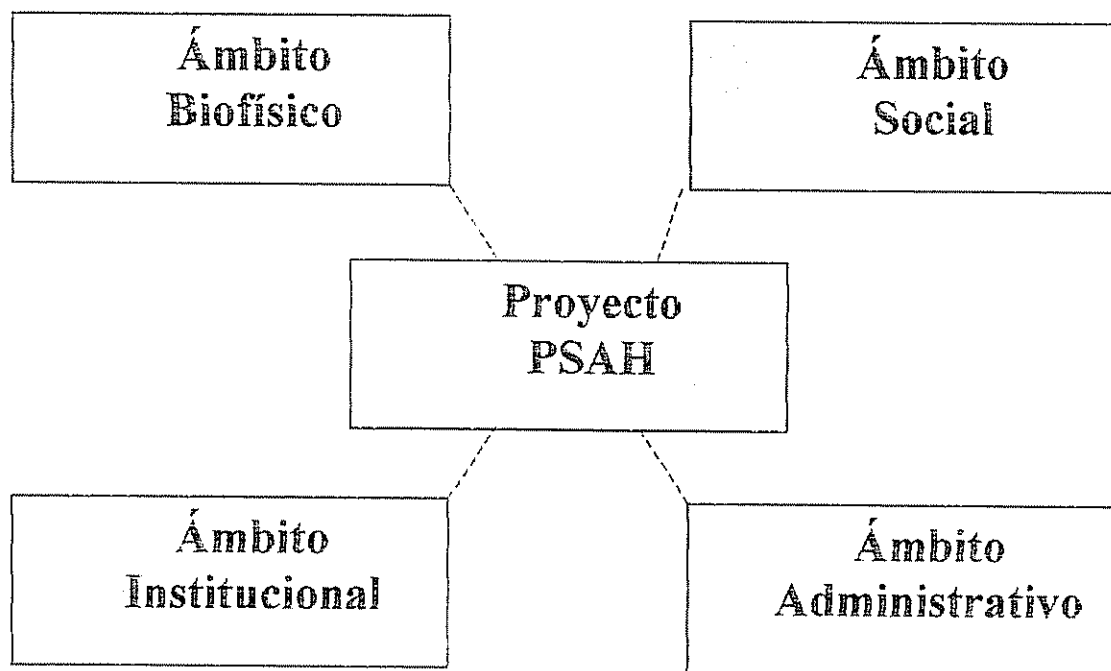 Ámbito
Biofísico
Ámbito
Social
Proyecto
PSAH
Ámbito
Institucional
Ámbito
Administrativo